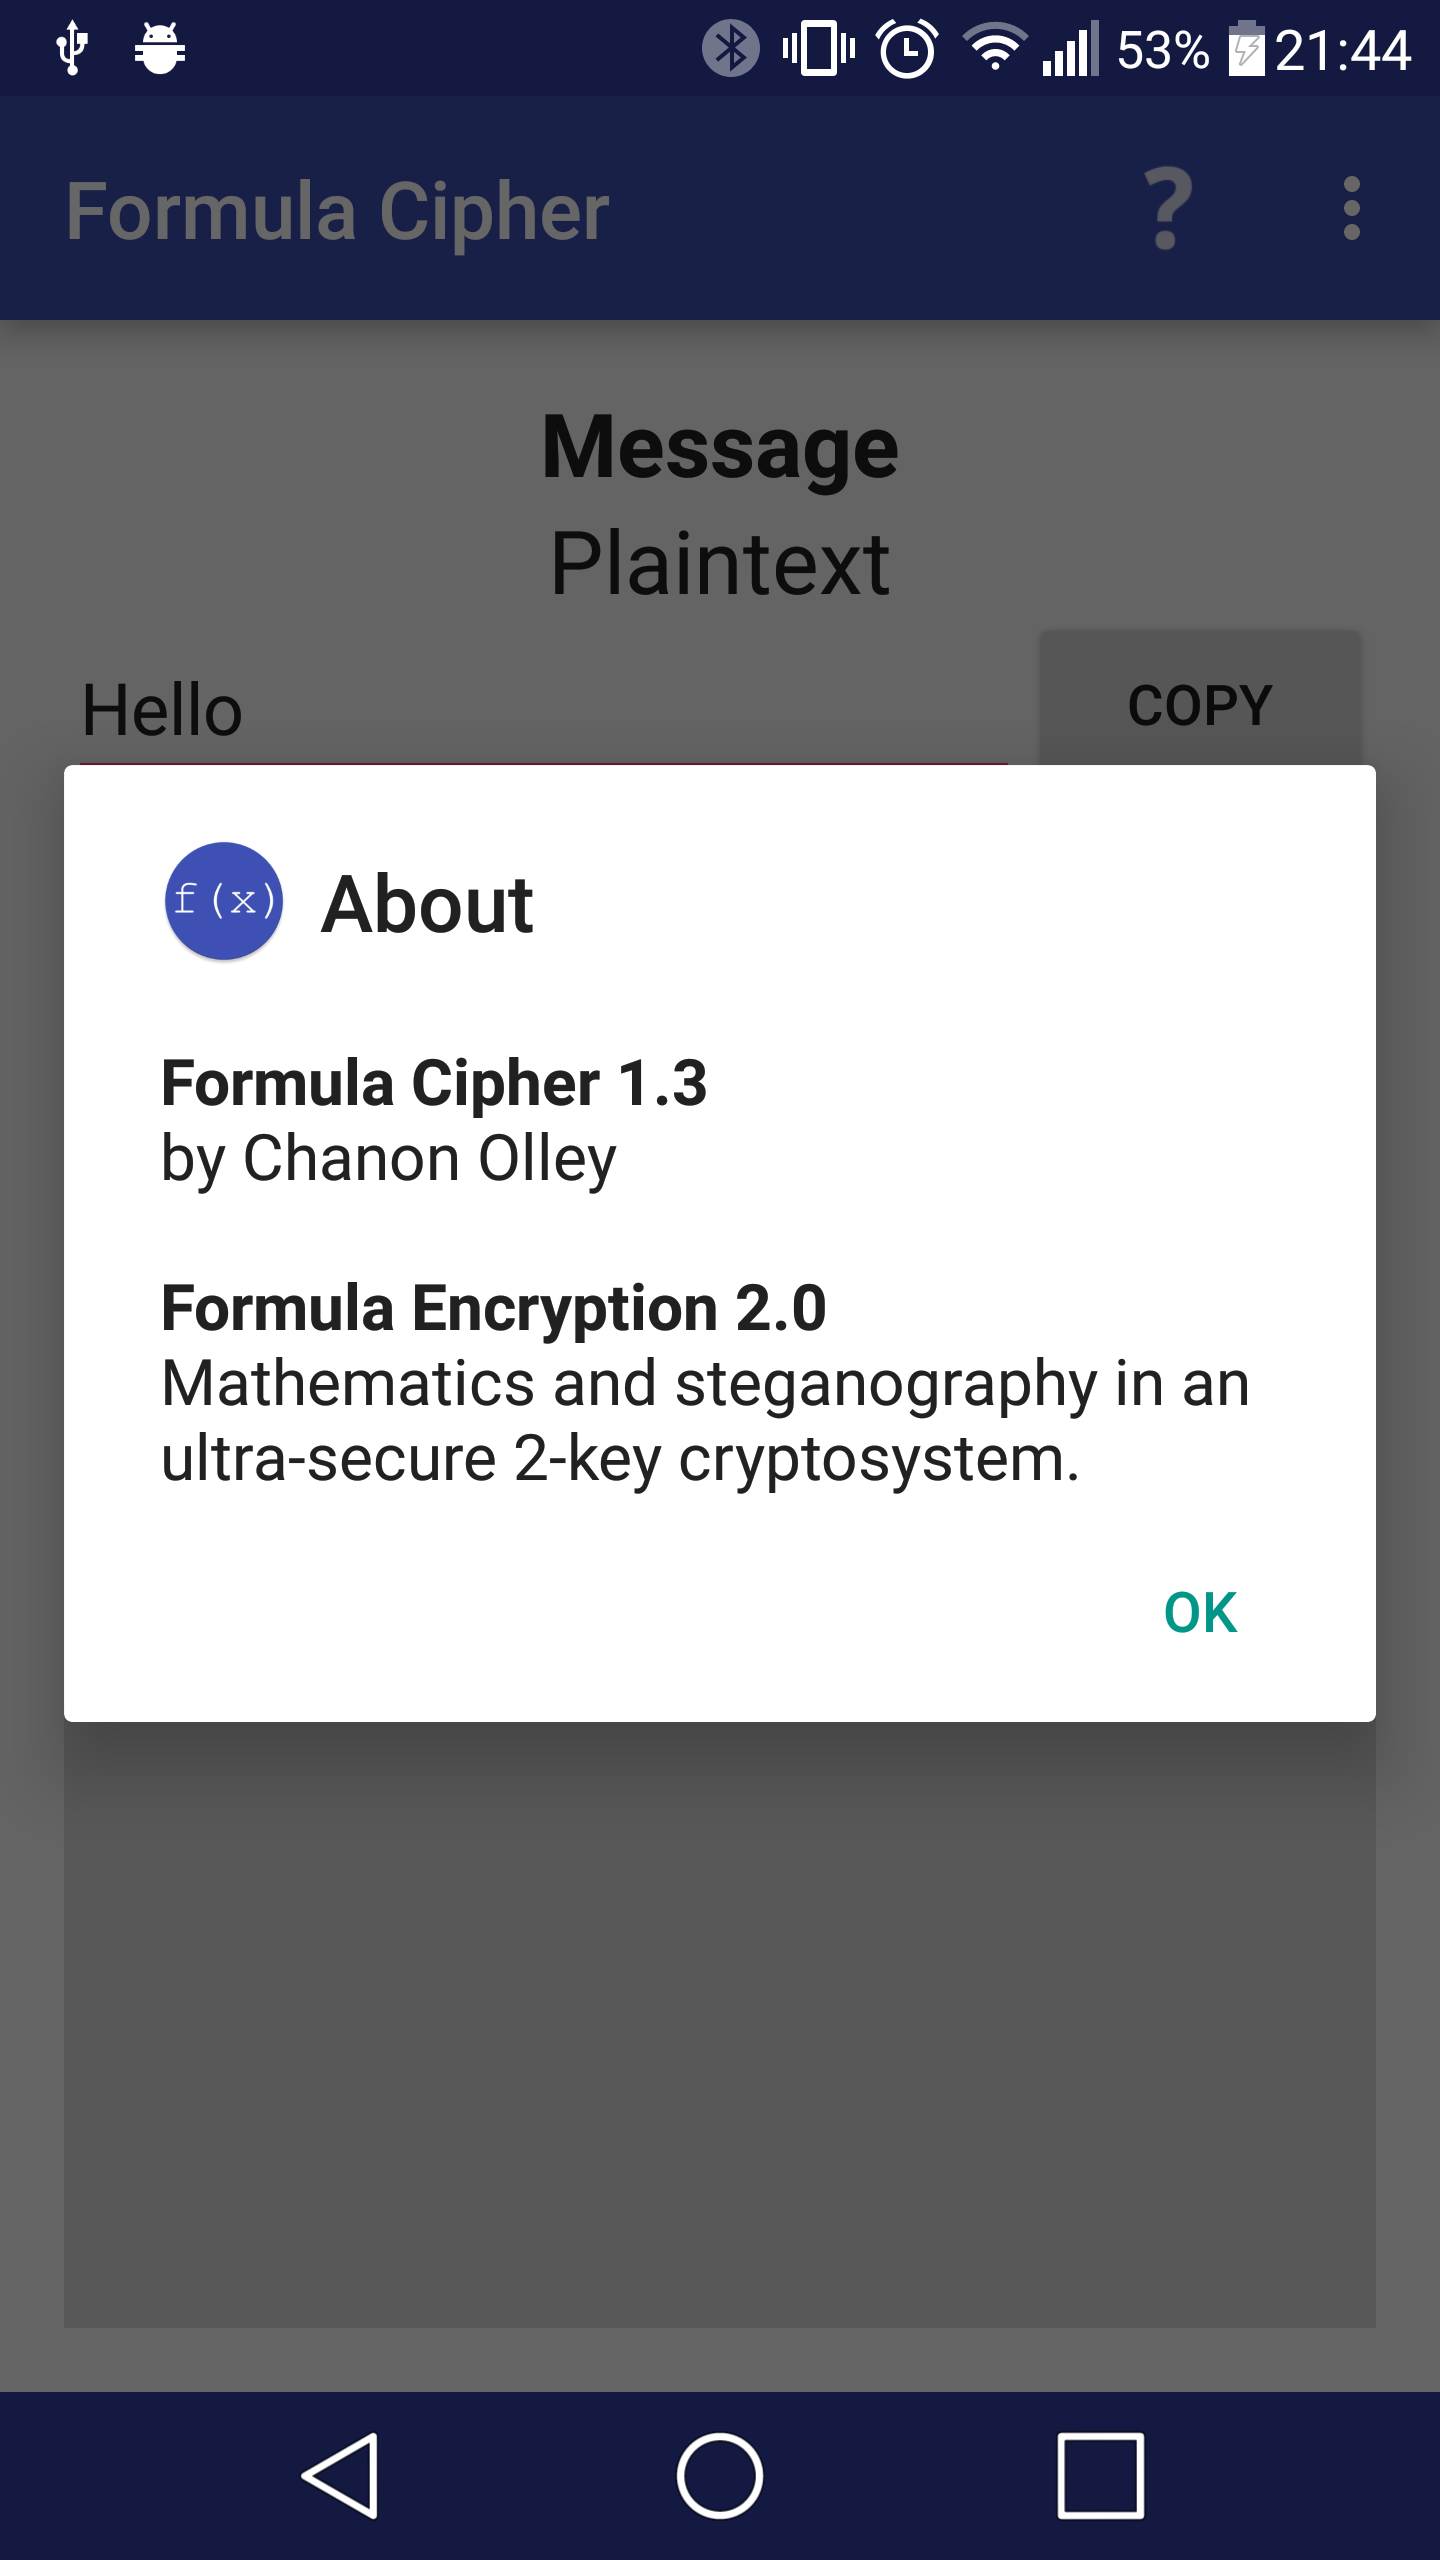 53% 21:44
Formula Cipher ?
Message
Plaintext
Hello
COPY
f(x) About
Formula Cipher 1.3
by Chanon Olley
Formula Encryption 2.0
Mathematics and steganography in an
ultra-secure 2-key cryptosystem.
OK